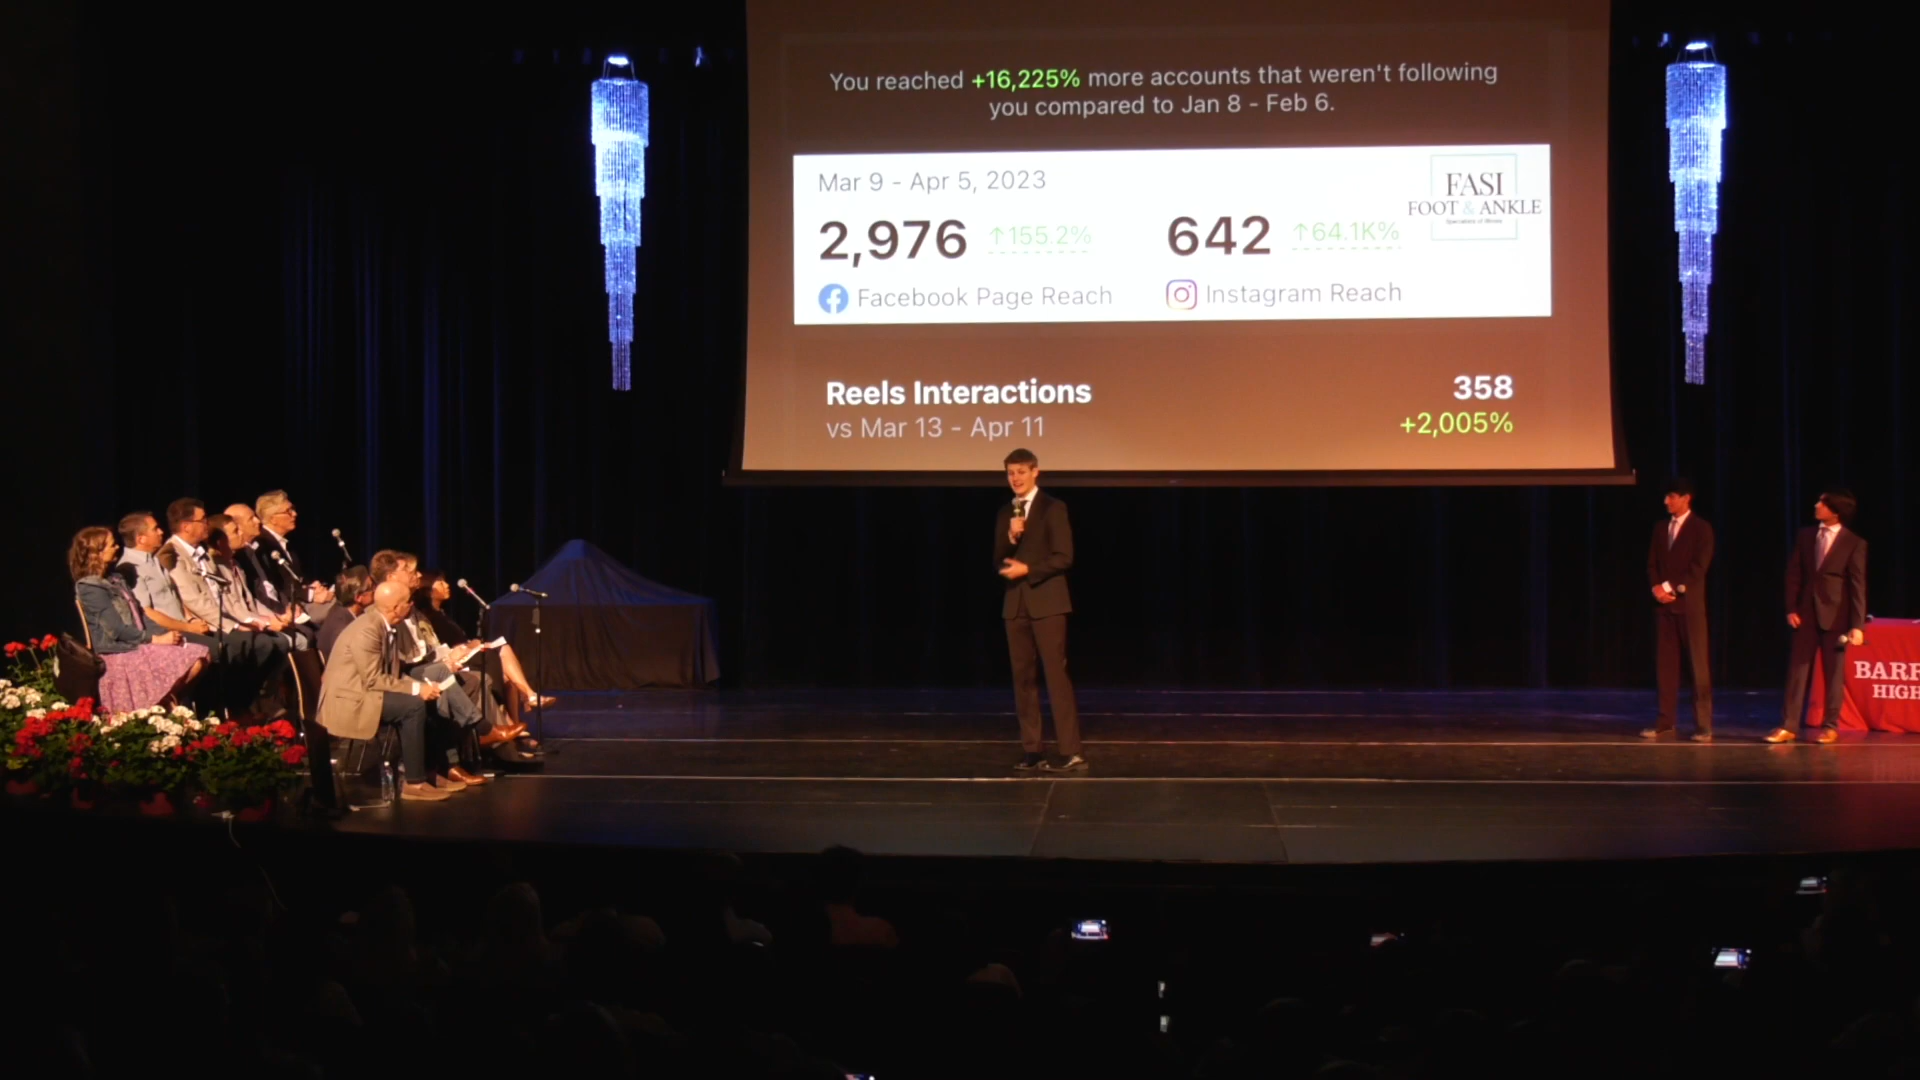 You reached +16,225% more accounts that weren't following
you compared to Jan 8 - Feb 6.
Mar 9 - Apr 5, 2023
2,976 ↑155.2%
Facebook Page Reach
642 ↑64.1K%
Instagram Reach
FASI
FOOT & ANKLE
Reels Interactions
358
vs Mar 13 - Apr 11
+2,005%
BARR
HIGH